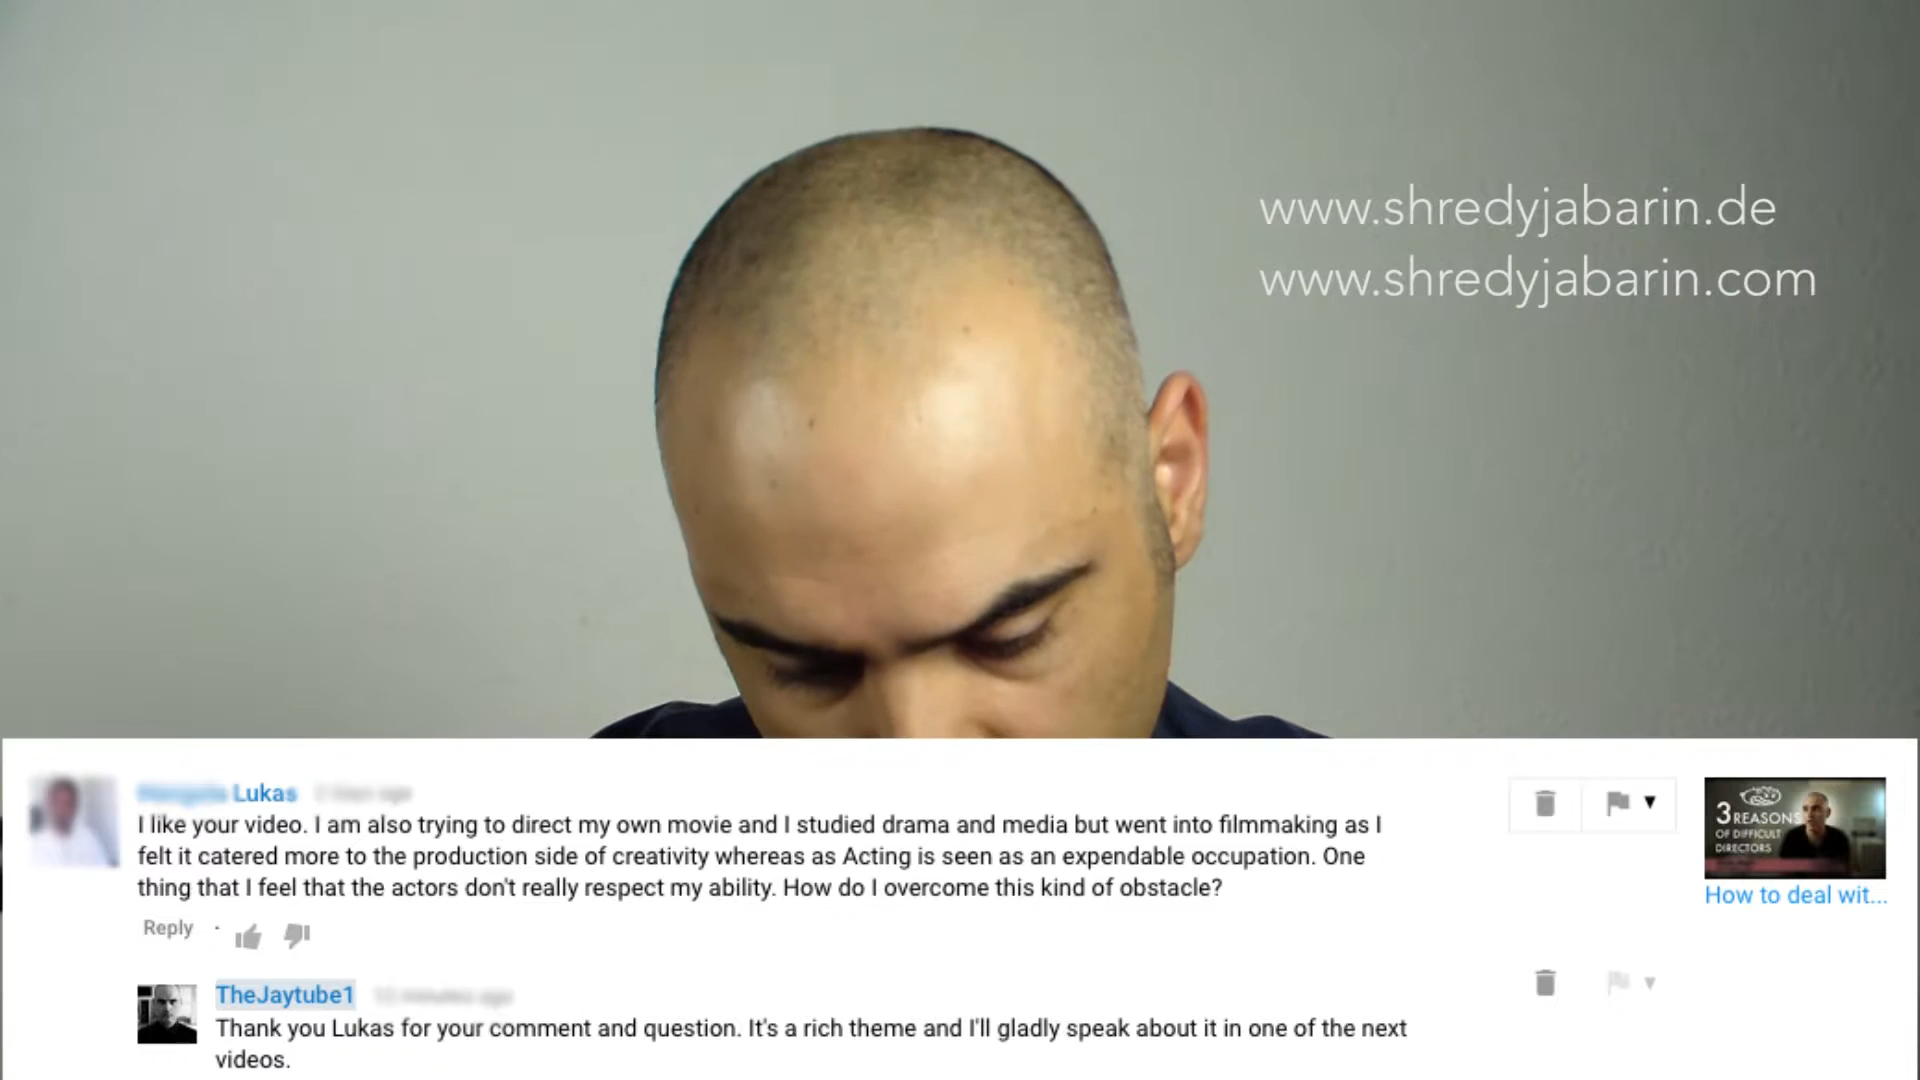 www.shredyjabarin.de
www.shredyjabarin.com
Lukas
I like your video. I am also trying to direct my own movie and I studied drama and media but went into filmmaking as I
felt it catered more to the production side of creativity whereas as Acting is seen as an expendable occupation. One
thing that I feel that the actors don't really respect my ability. How do I overcome this kind of obstacle?
Reply ·
3 REASONS
OF DIFFICULT
DIRECTORS
How to deal wit...
TheJaytube1
Thank you Lukas for your comment and question. It's a rich theme and I'll gladly speak about it in one of the next
videos.